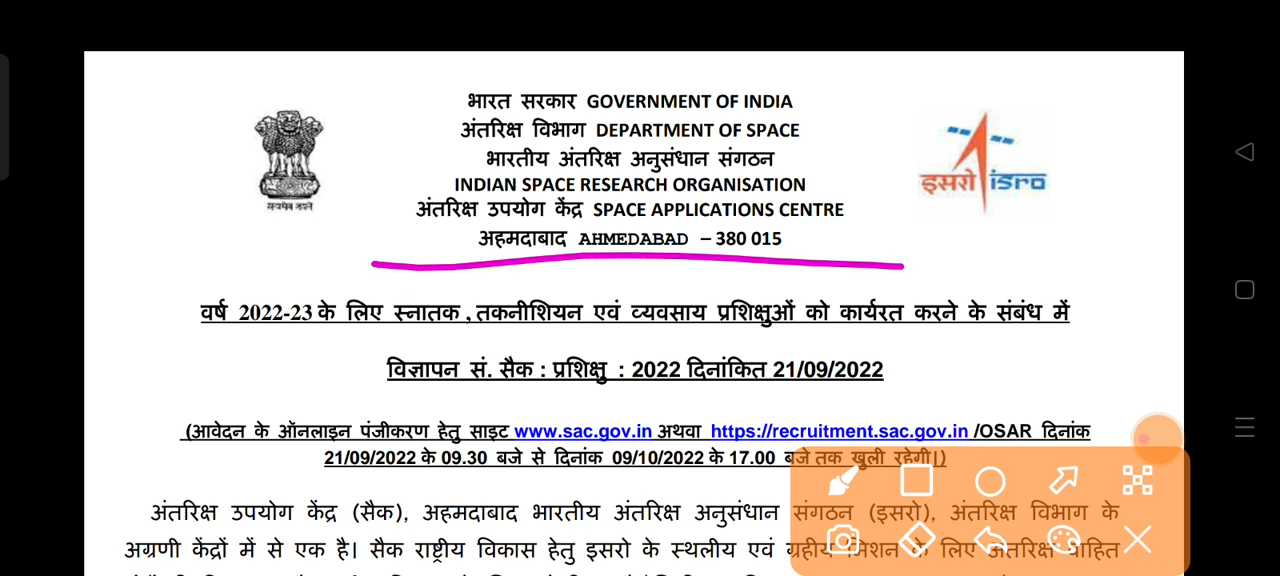 भारत सरकार GOVERNMENT OF INDIA
अंतरिक्ष विभाग DEPARTMENT OF SPACE
भारतीय अंतरिक्ष अनुसंधान संगठन
INDIAN SPACE RESEARCH ORGANISATION
अंतरिक्ष उपयोग केंद्र SPACE APPLICATIONS CENTRE
अहमदाबाद AHMEDABAD – 380 015
सत्यमेव जयते
इसरो isro
वर्ष 2022-23 के लिए स्नातक , तकनीशियन एवं व्यवसाय प्रशिक्षुओं को कार्यरत करने के संबंध में
विज्ञापन सं. सैक : प्रशिक्षु : 2022 दिनांकित 21/09/2022
(आवेदन के ऑनलाइन पंजीकरण हेतु साइट www.sac.gov.in अथवा https://recruitment.sac.gov.in /OSAR दिनांक
21/09/2022 के 09.30 बजे से दिनांक 09/10/2022 के 17.00 बजे तक खुली रहेगी।)
अंतरिक्ष उपयोग केंद्र (सैक), अहमदाबाद भारतीय अंतरिक्ष अनुसंधान संगठन (इसरो), अंतरिक्ष विभाग के
अग्रणी केंद्रों में से एक है। सैक राष्ट्रीय विकास हेतु इसरो के स्थलीय एवं ग्रहीय मिशन के लिए अंतरिक्ष वाहित